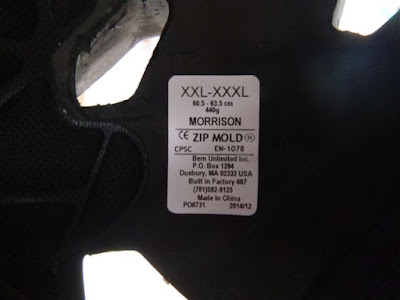 XXL-XXXL
60.5 - 63.5 cm
440g
MORRISON
CE ZIP MOLD®
CPSC EN-1078
Bern Unlimited Inc.
P.O. Box 1284
Duxbury, MA 02332 USA
Built in Factory 007
(781)582-8125
Made in China
PO#731 2014/12